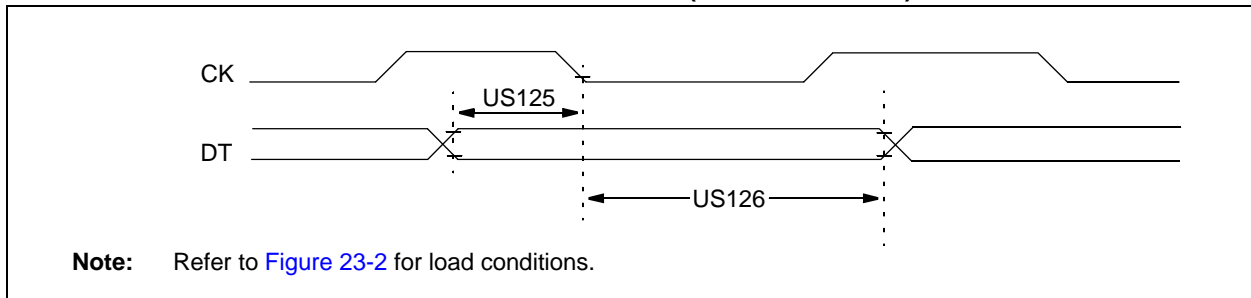 CK
US125
DT
US126
Note: Refer to Figure 23-2 for load conditions.